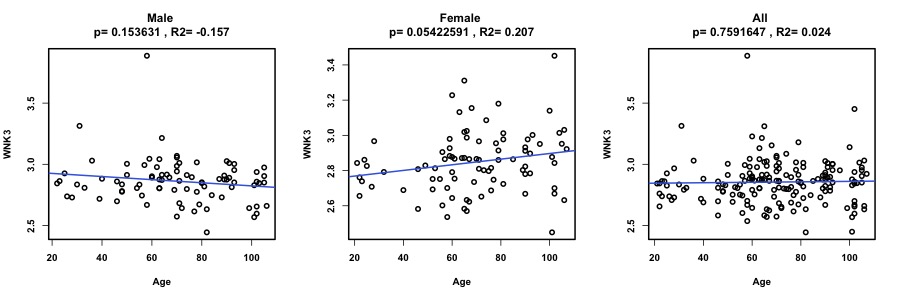 Male
p= 0.153631 , R2= -0.157
WNK3
3.5
3.0
2.5
20 40 60 80 100
Age
Female
p= 0.05422591 , R2= 0.207
WNK3
3.4
3.2
3.0
2.8
2.6
20 40 60 80 100
Age
All
p= 0.7591647 , R2= 0.024
WNK3
3.5
3.0
2.5
20 40 60 80 100
Age